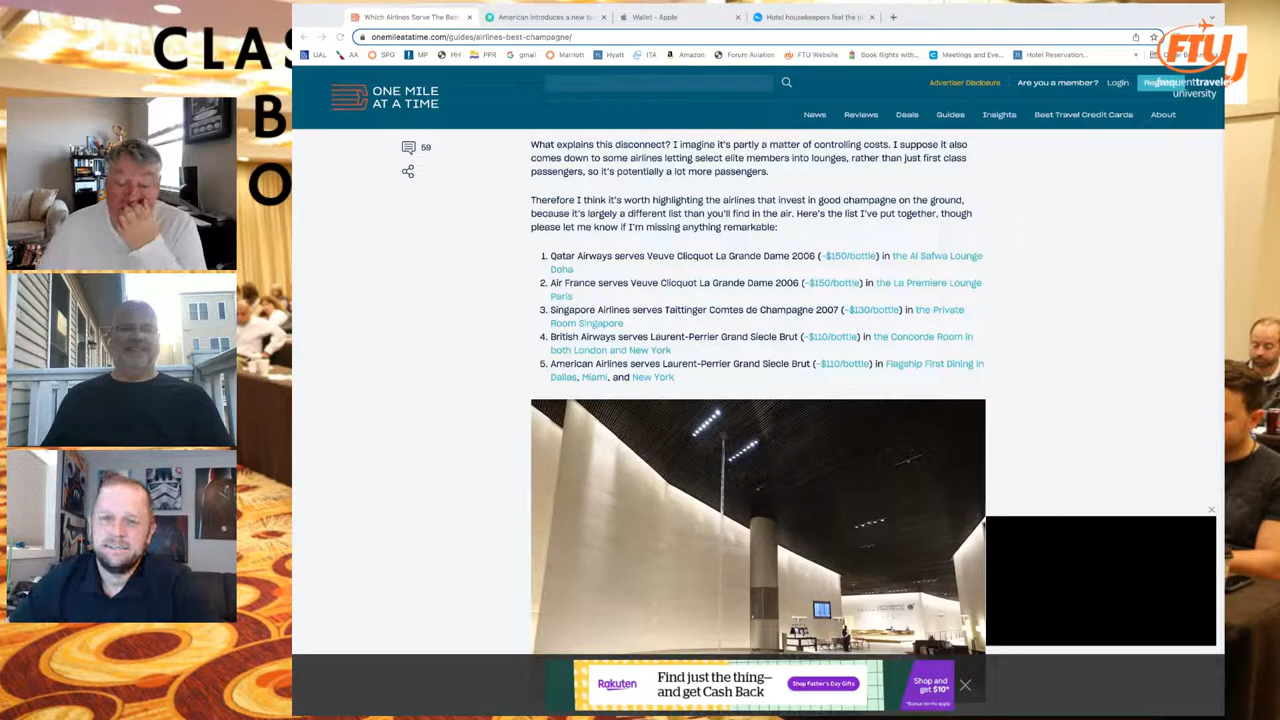 CLAS
B
O
Which Airlines Serve The Best
American introduces a new bu
Wallet - Apple
Hotel housekeepers feel the p
onemileatatime.com/guides/airlines-best-champagne/
UAL
AA
SPG
MP
HH
PPR
gmail
Marriott
Hyatt
ITA
Amazon
Forum Aviation
FTU Website
Book flights with...
Meetings and Eve...
Hotel Reservation...
»
FTU
frequenttraveler
university
ONE MILE
AT A TIME
Advertiser Disclosure
Are you a member?
Login
News
Reviews
Deals
Guides
Insights
Best Travel Credit Cards
About
59
What explains this disconnect? I imagine it's partly a matter of controlling costs. I suppose it also
comes down to some airlines letting select elite members into lounges, rather than just first class
passengers, so it's potentially a lot more passengers.
Therefore I think it's worth highlighting the airlines that invest in good champagne on the ground,
because it's largely a different list than you'll find in the air. Here's the list I've put together, though
please let me know if I'm missing anything remarkable:
1. Qatar Airways serves Veuve Clicquot La Grande Dame 2006 (~$150/bottle) in the Al Safwa Lounge
Doha
2. Air France serves Veuve Clicquot La Grande Dame 2006 (~$150/bottle) in the La Premiere Lounge
Paris
3. Singapore Airlines serves Taittinger Comtes de Champagne 2007 (~$130/bottle) in the Private
Room Singapore
4. British Airways serves Laurent-Perrier Grand Siecle Brut (~$110/bottle) in the Concorde Room in
both London and New York
5. American Airlines serves Laurent-Perrier Grand Siecle Brut (~$110/bottle) in Flagship First Dining in
Dallas, Miami, and New York
Rakuten
Find just the thing—
and get Cash Back
Shop Father's Day Gifts
Shop and
get $10*
*Bonus terms apply